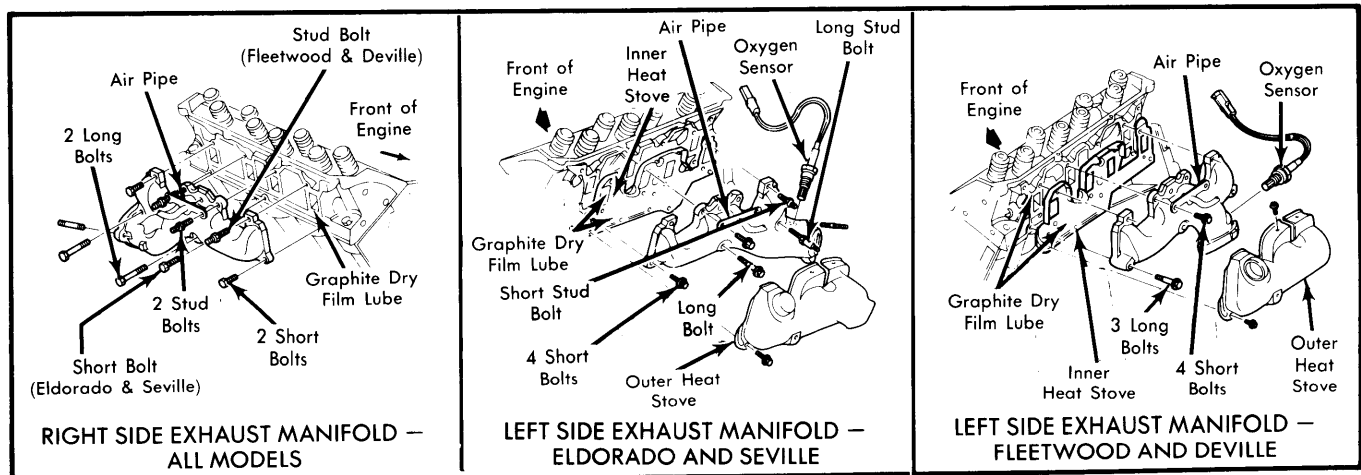 Stud Bolt
(Fleetwood & Deville)
Air Pipe
Front of
Engine
2 Long
Bolts
Graphite Dry
Film Lube
2 Stud
Bolts
2 Short
Bolts
Short Bolt
(Eldorado & Seville)
RIGHT SIDE EXHAUST MANIFOLD –
ALL MODELS
Air Pipe
Long Stud
Bolt
Oxygen
Sensor
Inner
Heat
Stove
Front of
Engine
Graphite Dry
Film Lube
Short Stud
Bolt
Long
Bolt
4 Short
Bolts
Outer Heat
Stove
LEFT SIDE EXHAUST MANIFOLD –
ELDORADO AND SEVILLE
Air Pipe
Oxygen
Sensor
Front of
Engine
Graphite Dry
Film Lube
3 Long
Bolts
Outer
Heat
Stove
Inner
Heat Stove
4 Short
Bolts
LEFT SIDE EXHAUST MANIFOLD –
FLEETWOOD AND DEVILLE